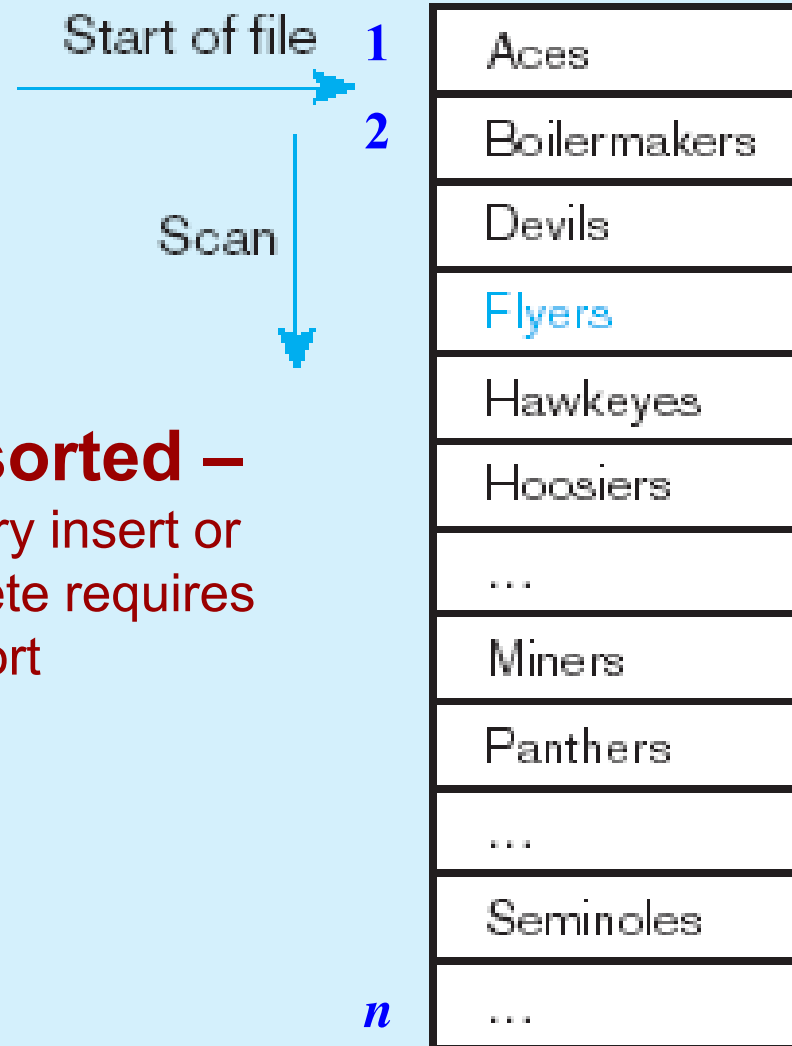 Start of file
1
Aces
2
Boilermakers
Scan
Devils
Flyers
Hawkeyes
sorted –
ry insert or
ete requires
ort
Hoosiers
...
Miners
Panthers
...
Seminoles
n
...